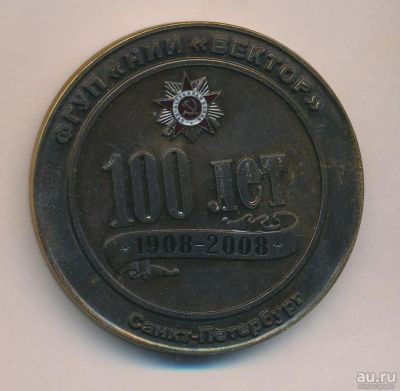 ФГУП «НИИ «ВЕКТОР»
100 лет
1908-2008
Санкт-Петербург
au.ru